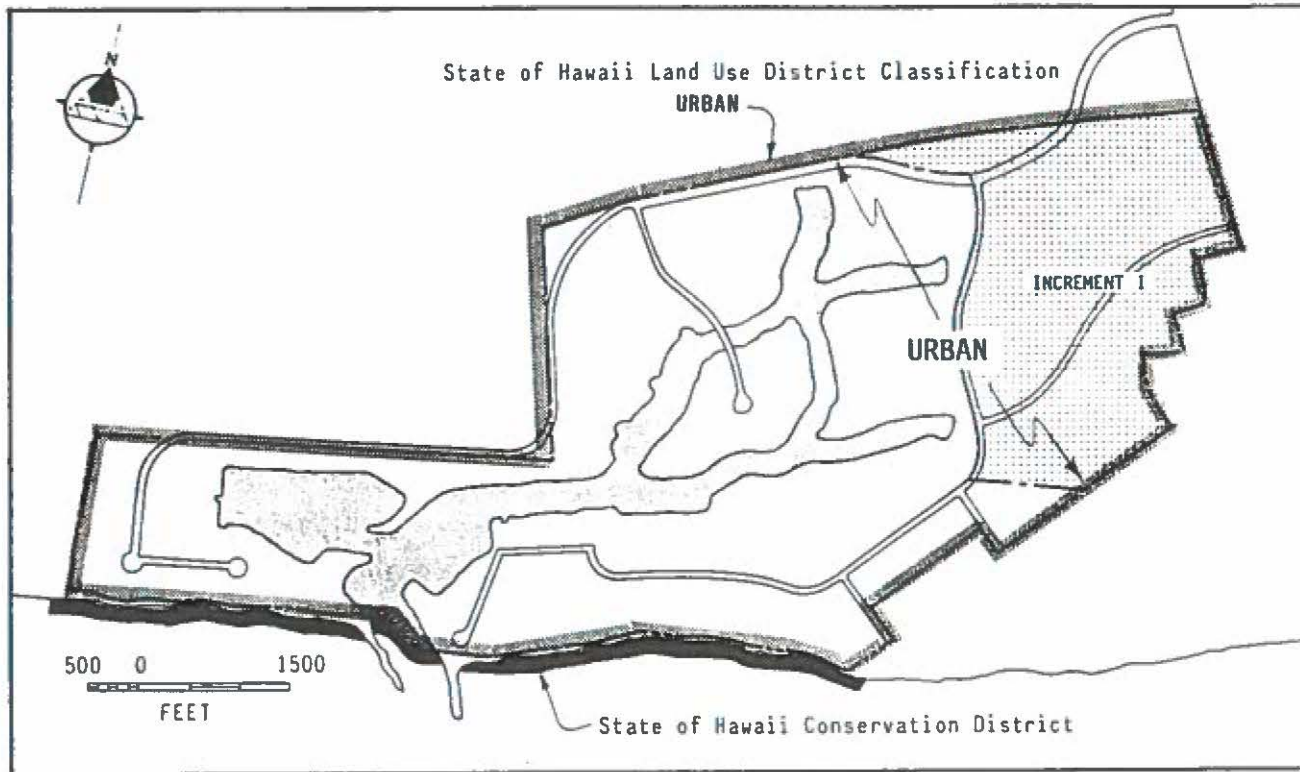 N
State of Hawaii Land Use District Classification
URBAN
INCREMENT I
URBAN
500 0 1500
FEET
State of Hawaii Conservation District